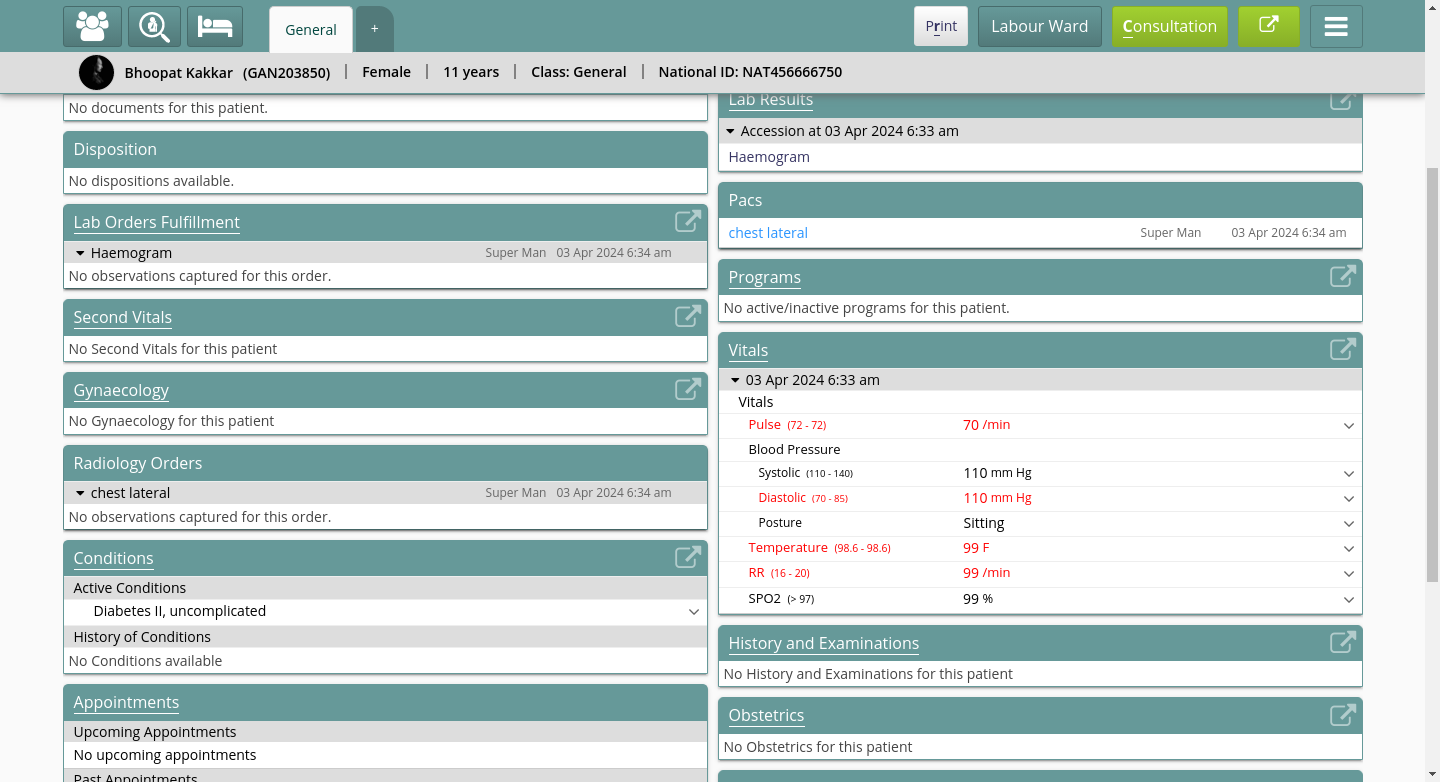 General
+
Print
Labour Ward
Consultation
Bhoopat Kakkar (GAN203850) | Female | 11 years | Class: General | National ID: NAT456666750
No documents for this patient.
Disposition
No dispositions available.
Lab Orders Fulfillment
Haemogram Super Man 03 Apr 2024 6:34 am
No observations captured for this order.
Second Vitals
No Second Vitals for this patient
Gynaecology
No Gynaecology for this patient
Radiology Orders
chest lateral Super Man 03 Apr 2024 6:34 am
No observations captured for this order.
Conditions
Active Conditions
Diabetes II, uncomplicated
History of Conditions
No Conditions available
Appointments
Upcoming Appointments
No upcoming appointments
Past Appointments
Lab Results
Accession at 03 Apr 2024 6:33 am
Haemogram
Pacs
chest lateral Super Man 03 Apr 2024 6:34 am
Programs
No active/inactive programs for this patient.
Vitals
03 Apr 2024 6:33 am
Vitals
Pulse (72 - 72) 70 /min
Blood Pressure
Systolic (110 - 140) 110 mm Hg
Diastolic (70 - 85) 110 mm Hg
Posture Sitting
Temperature (98.6 - 98.6) 99 F
RR (16 - 20) 99 /min
SPO2 (> 97) 99 %
History and Examinations
No History and Examinations for this patient
Obstetrics
No Obstetrics for this patient